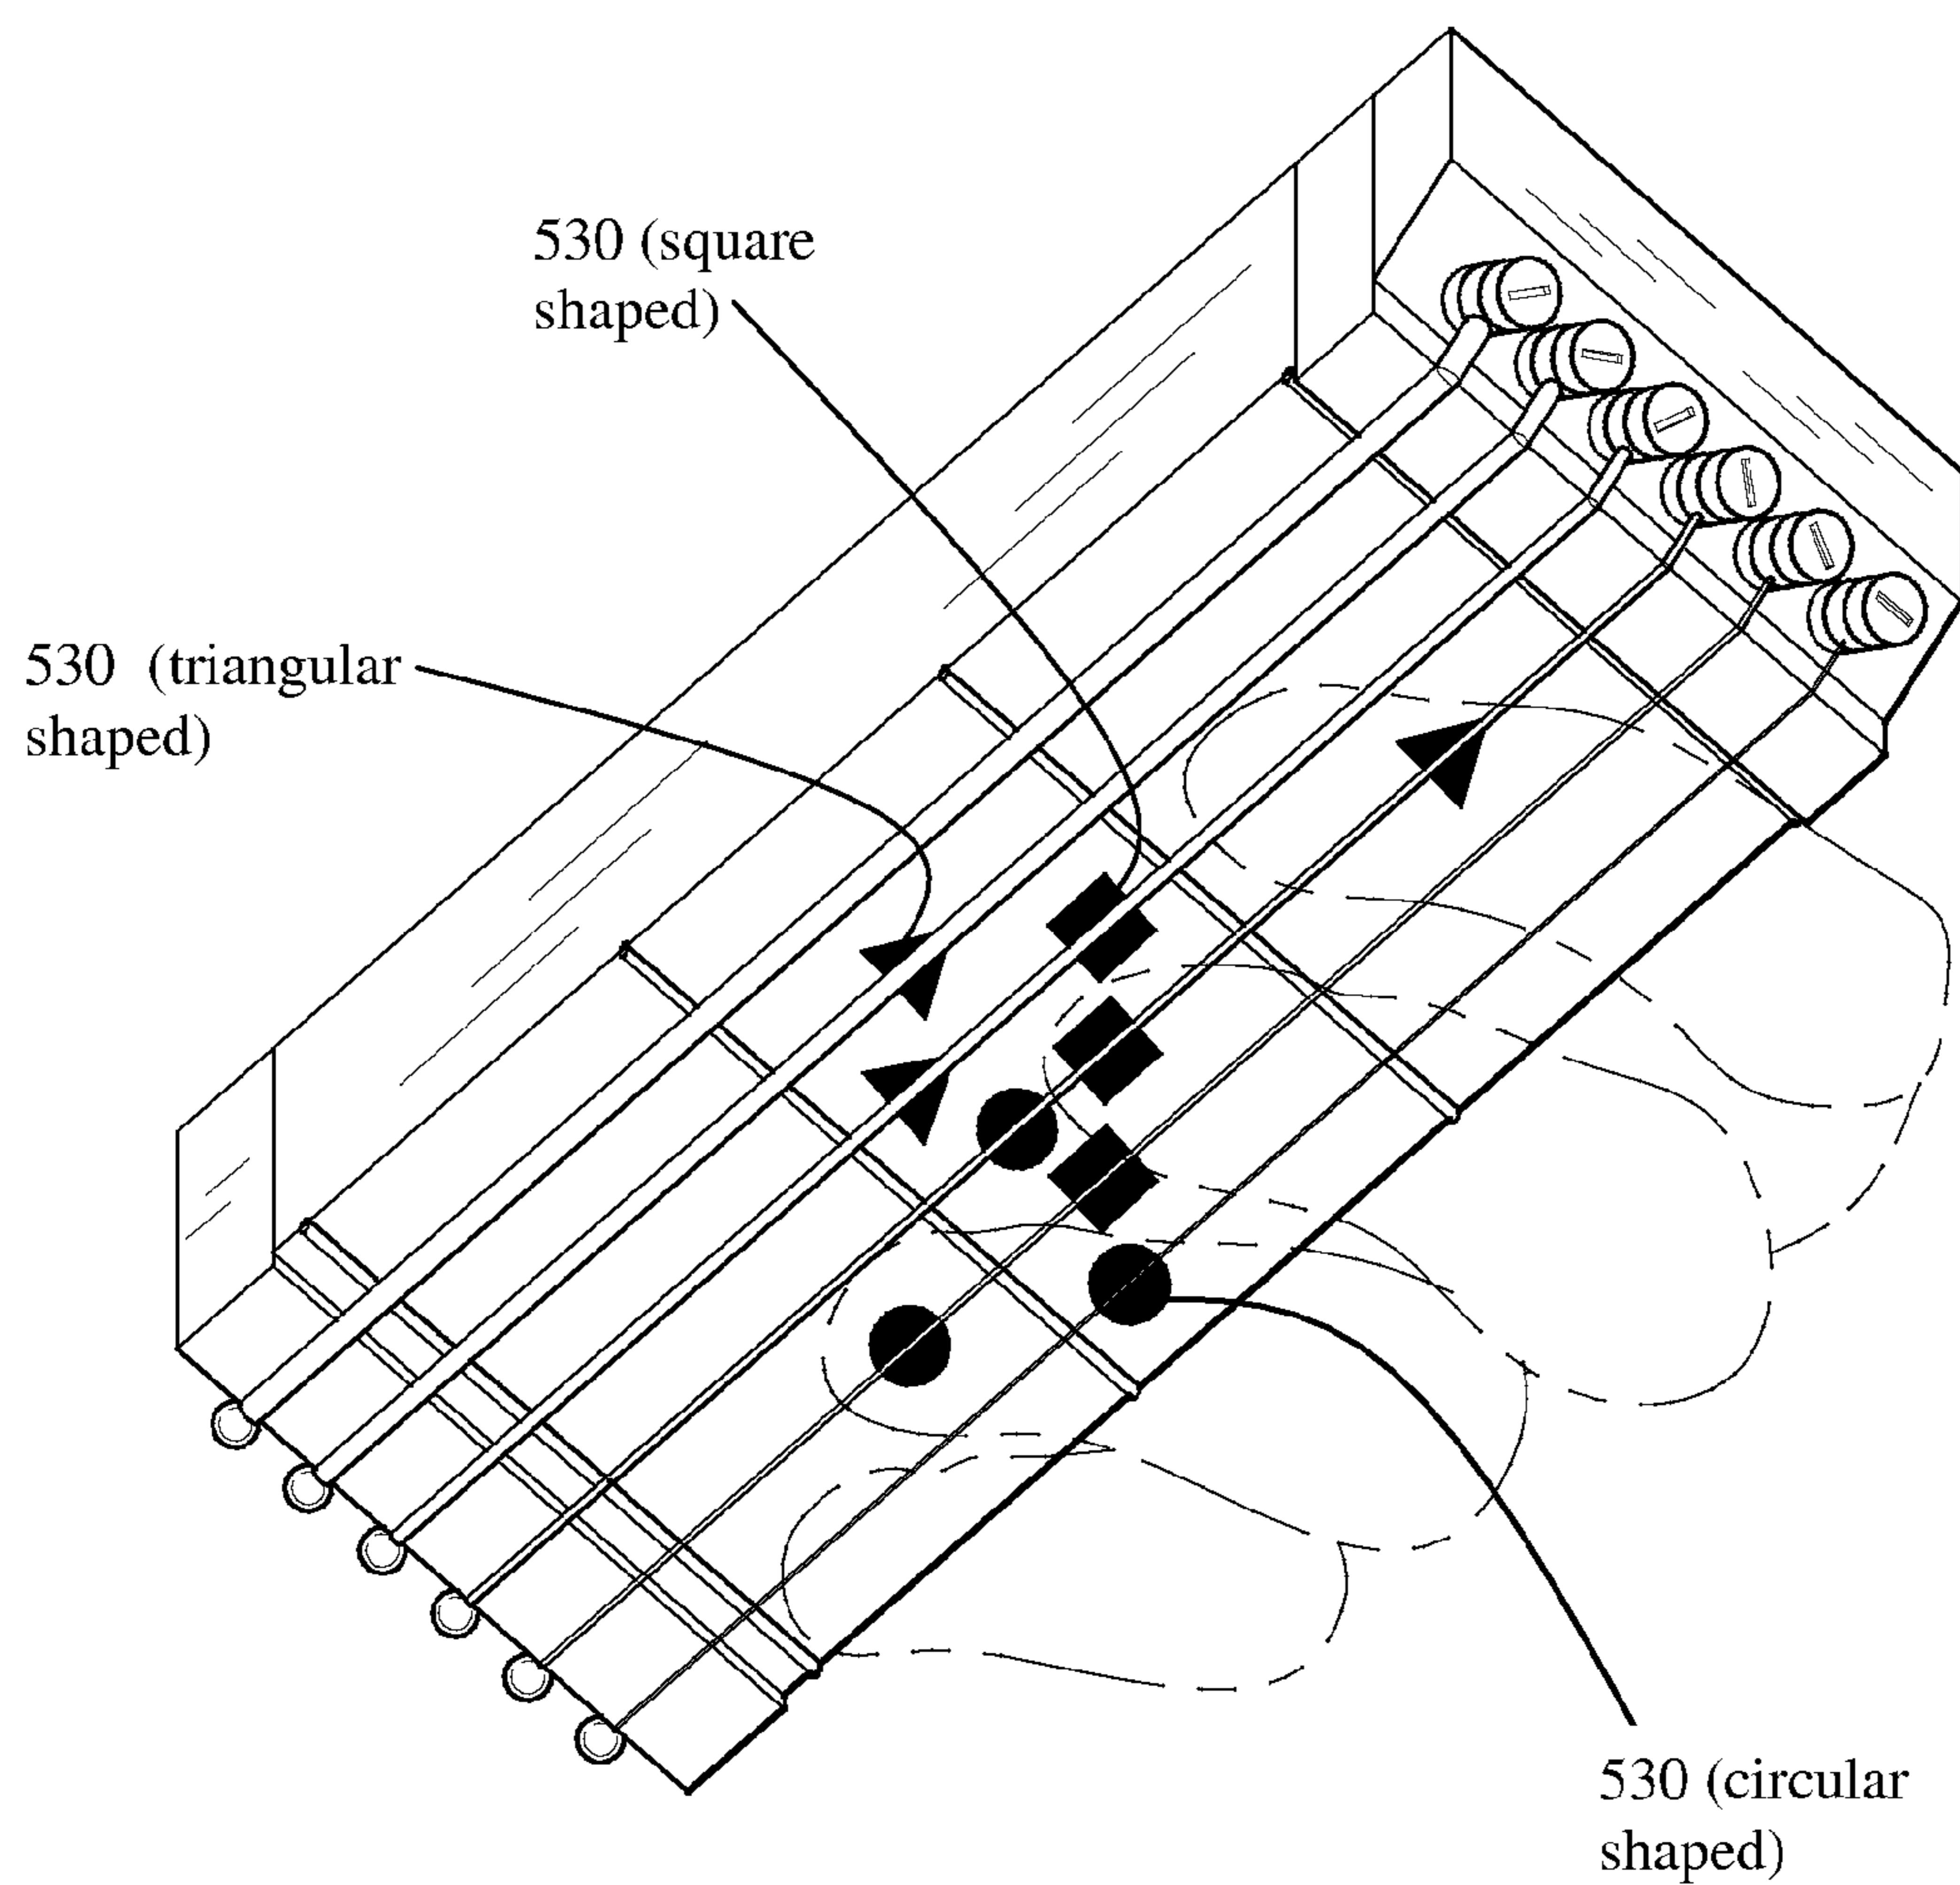 530 (square
shaped)
530 (triangular
shaped)
530 (circular
shaped)